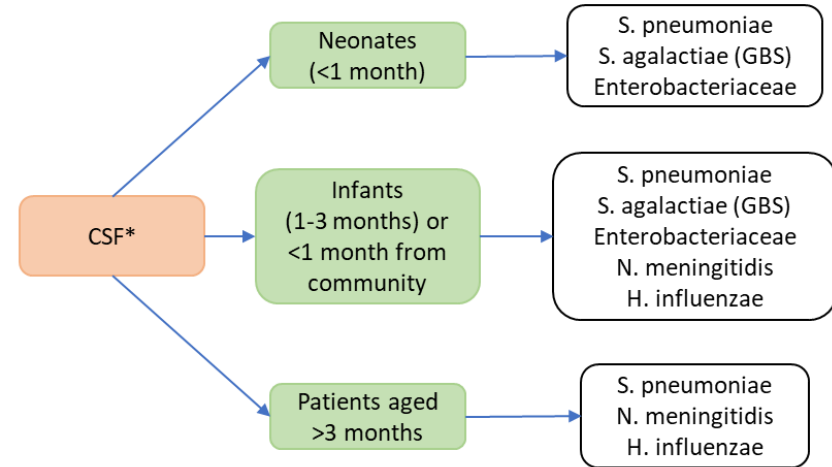 Neonates
(<1 month)
S. pneumoniae
S. agalactiae (GBS)
Enterobacteriaceae
CSF*
Infants
(1-3 months) or
<1 month from
community
S. pneumoniae
S. agalactiae (GBS)
Enterobacteriaceae
N. meningitidis
H. influenzae
Patients aged
>3 months
S. pneumoniae
N. meningitidis
H. influenzae